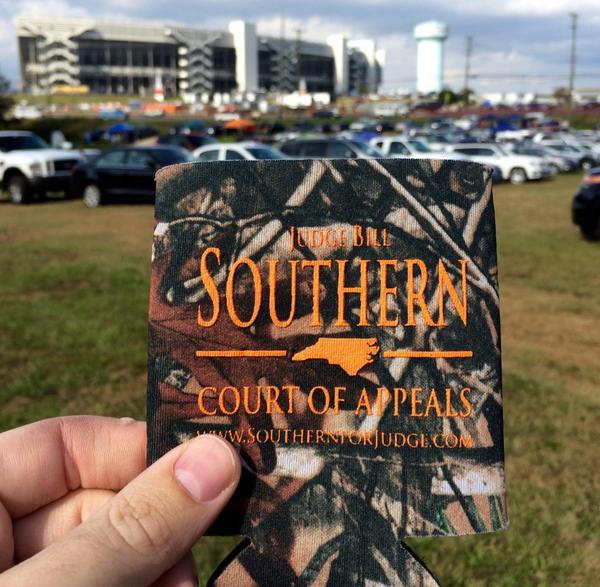 JUDGE BILL
SOUTHERN
COURT OF APPEALS
WWW.SOUTHERNFORJUDGE.COM